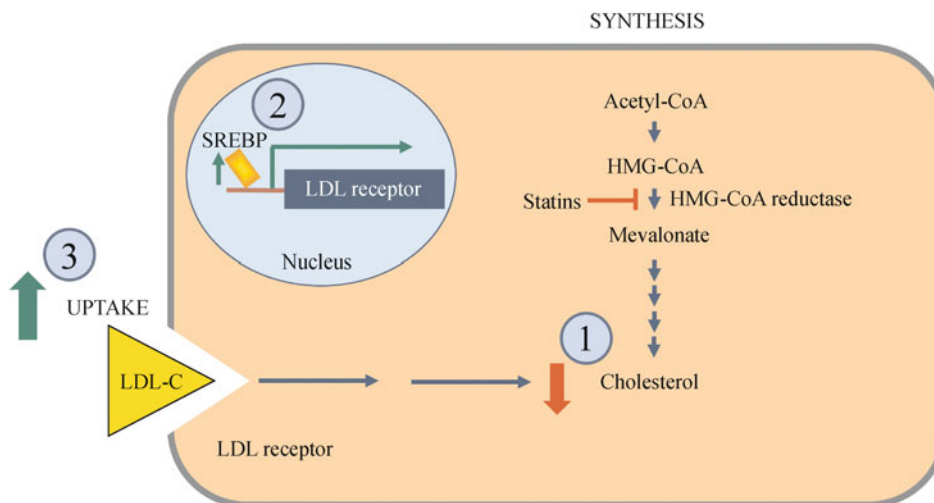 SYNTHESIS
2
SREBP
LDL receptor
Nucleus
Acetyl-CoA
HMG-CoA
Statins
HMG-CoA reductase
Mevalonate
3
UPTAKE
LDL-C
1
Cholesterol
LDL receptor